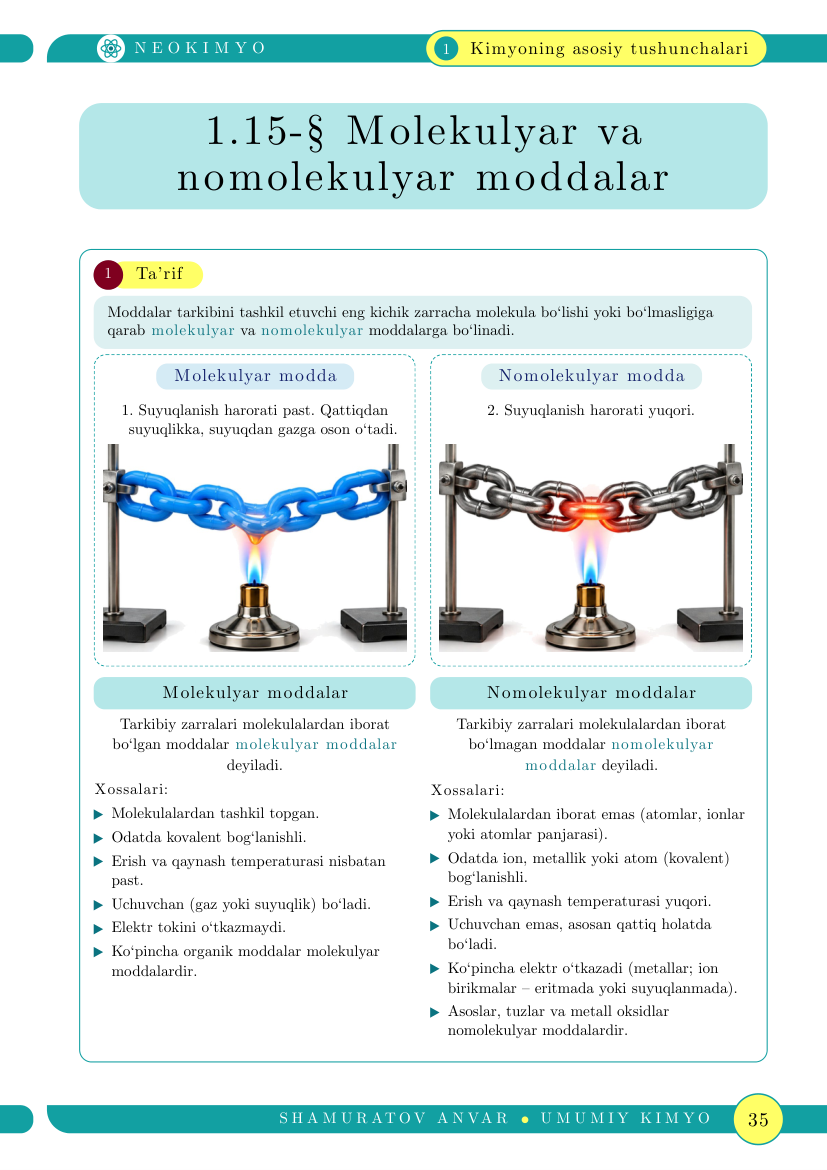 NEOKIMYO
1 Kimyoning asosiy tushunchalari
1.15-§ Molekulyar va
nomolekulyar moddalar
1 Ta’rif
Moddalar tarkibini tashkil etuvchi eng kichik zarracha molekula bo‘lishi yoki bo‘lmasligiga
qarab molekulyar va nomolekulyar moddalarga bo‘linadi.
Molekulyar modda
1. Suyuqlanish harorati past. Qattiqdan
suyuqlikka, suyuqdan gazga oson o‘tadi.
Nomolekulyar modda
2. Suyuqlanish harorati yuqori.
Molekulyar moddalar
Tarkibiy zarralari molekulalardan iborat
bo‘lgan moddalar molekulyar moddalar
deyiladi.
Xossalari:
▶ Molekulalardan tashkil topgan.
▶ Odatda kovalent bog‘lanishli.
▶ Erish va qaynash temperaturasi nisbatan
past.
▶ Uchuvchan (gaz yoki suyuqlik) bo‘ladi.
▶ Elektr tokini o‘tkazmaydi.
▶ Ko‘pincha organik moddalar molekulyar
moddalardir.
Nomolekulyar moddalar
Tarkibiy zarralari molekulalardan iborat
bo‘lmagan moddalar nomolekulyar
moddalar deyiladi.
Xossalari:
▶ Molekulalardan iborat emas (atomlar, ionlar
yoki atomlar panjarasi).
▶ Odatda ion, metallik yoki atom (kovalent)
bog‘lanishli.
▶ Erish va qaynash temperaturasi yuqori.
▶ Uchuvchan emas, asosan qattiq holatda
bo‘ladi.
▶ Ko‘pincha elektr o‘tkazadi (metallar; ion
birikmalar – eritmada yoki suyuqlanmada).
▶ Asoslar, tuzlar va metall oksidlar
nomolekulyar moddalardir.
SHAMURATOV ANVAR ● UMUMIY KIMYO 35